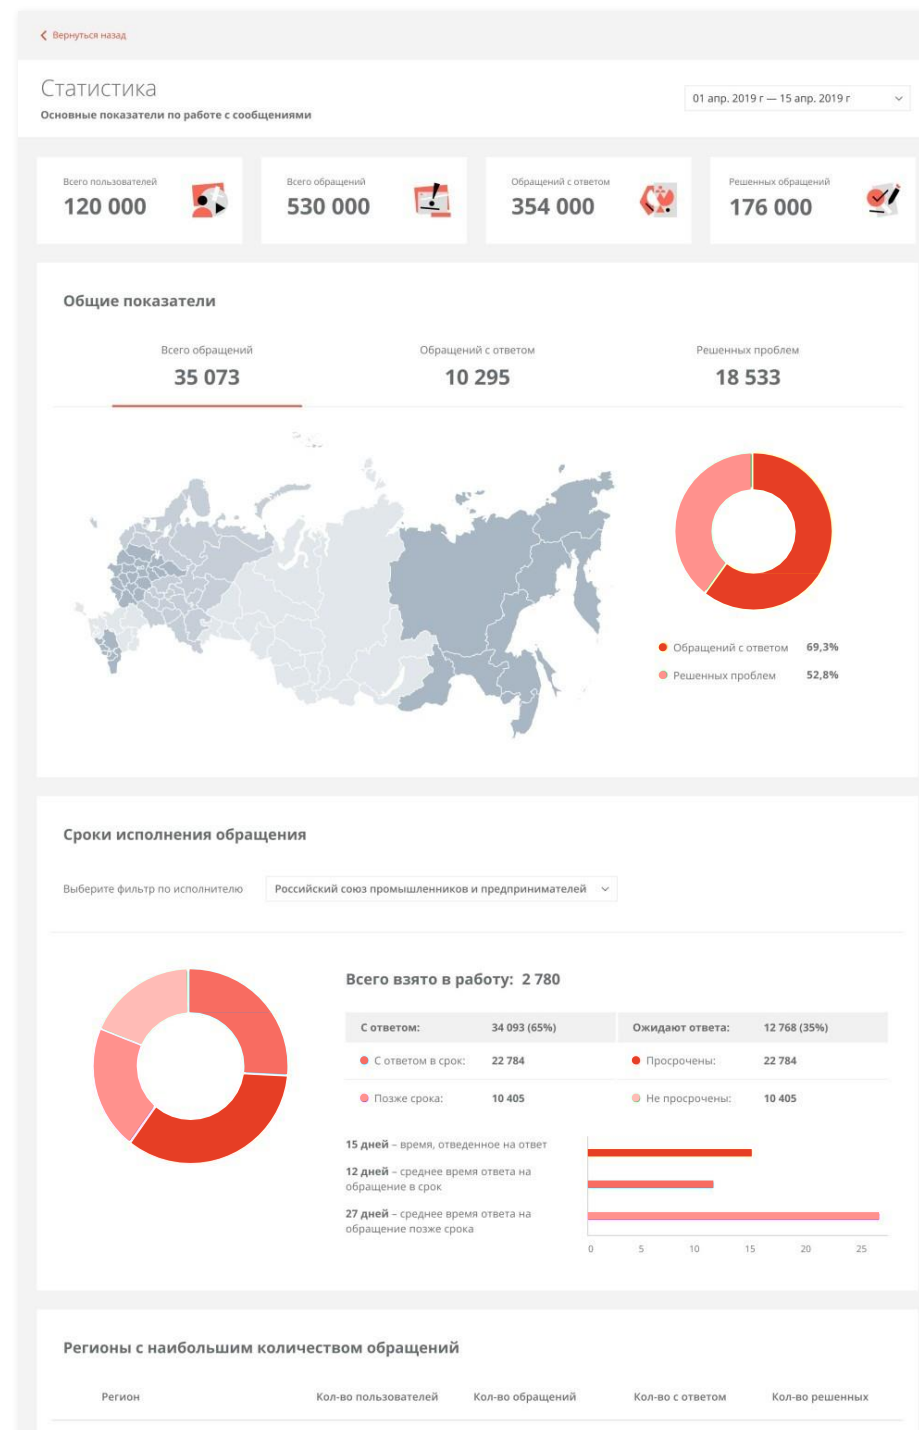 Вернуться назад
Статистика
Основные показатели по работе с сообщениями
01 апр. 2019 г — 15 апр. 2019 г
Всего пользователей
120 000
Всего обращений
530 000
Обращений с ответом
354 000
Решенных обращений
176 000
Общие показатели
Всего обращений
35 073
Обращений с ответом
10 295
Решенных проблем
18 533
Обращений с ответом 69,3%
Решенных проблем 52,8%
Сроки исполнения обращения
Выберите фильтр по исполнителю
Российский союз промышленников и предпринимателей
Всего взято в работу: 2 780
С ответом: 34 093 (65%) Ожидают ответа: 12 768 (35%)
С ответом в срок: 22 784 Просрочены: 22 784
Позже срока: 10 405 Не просрочены: 10 405
15 дней – время, отведенное на ответ
12 дней – среднее время ответа на
обращение в срок
27 дней – среднее время ответа на
обращение позже срока
0 5 10 15 20 25
Регионы с наибольшим количеством обращений
Регион Кол-во пользователей Кол-во обращений Кол-во с ответом Кол-во решенных